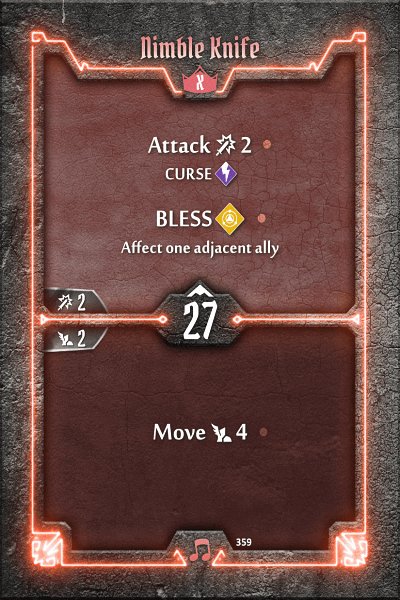 Nimble Knife
X
Attack 2
CURSE
BLESS
Affect one adjacent ally
2
27
2
Move 4
359